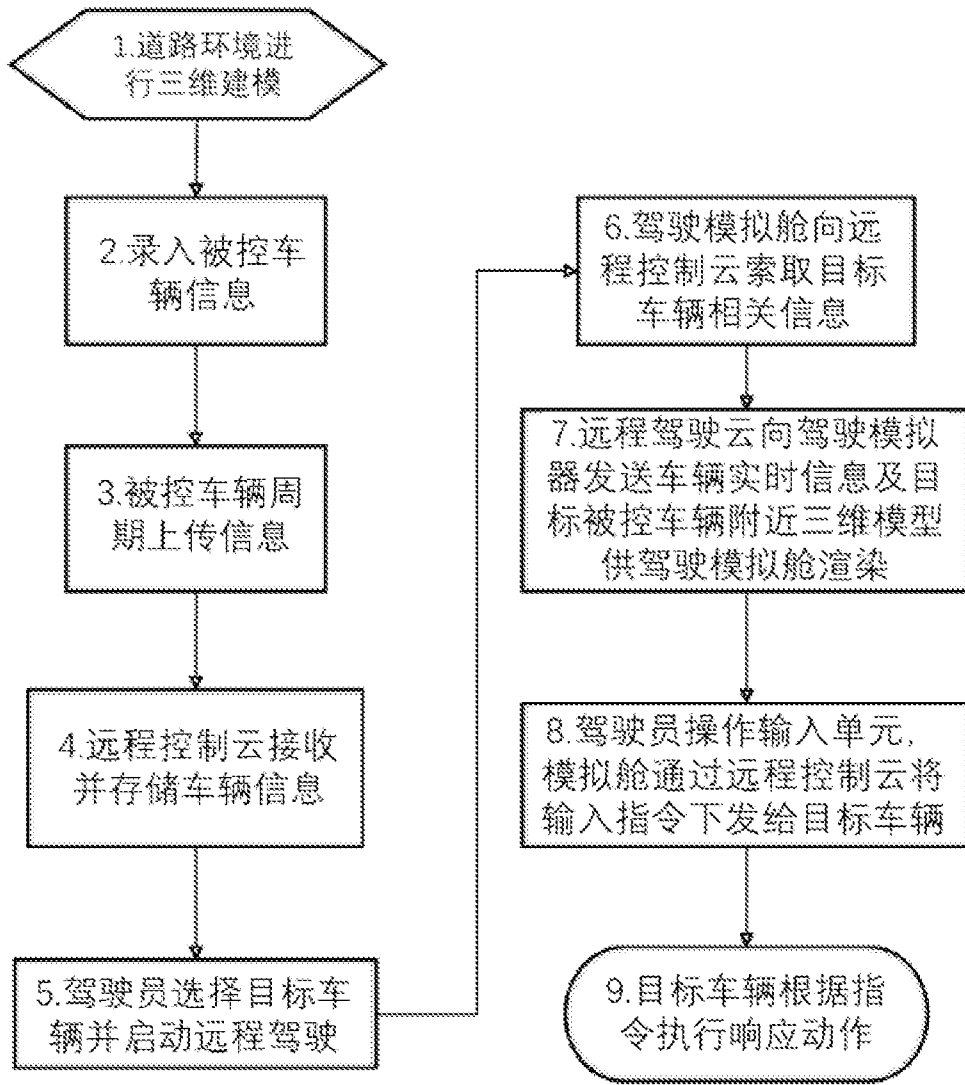 1.道路环境进
行三维建模
2.录入被控车
辆信息
3.被控车辆周
期上传信息
4.远程控制云接收
并存储车辆信息
5.驾驶员选择目标车
辆并启动远程驾驶
6.驾驶模拟舱向远
程控制云索取目标
车辆相关信息
7.远程驾驶云向驾驶模拟
器发送车辆实时信息及目
标被控车辆附近三维模型
供驾驶模拟舱渲染
8.驾驶员操作输入单元,
模拟舱通过远程控制云将
输入指令下发给目标车辆
9.目标车辆根据指
令执行响应动作